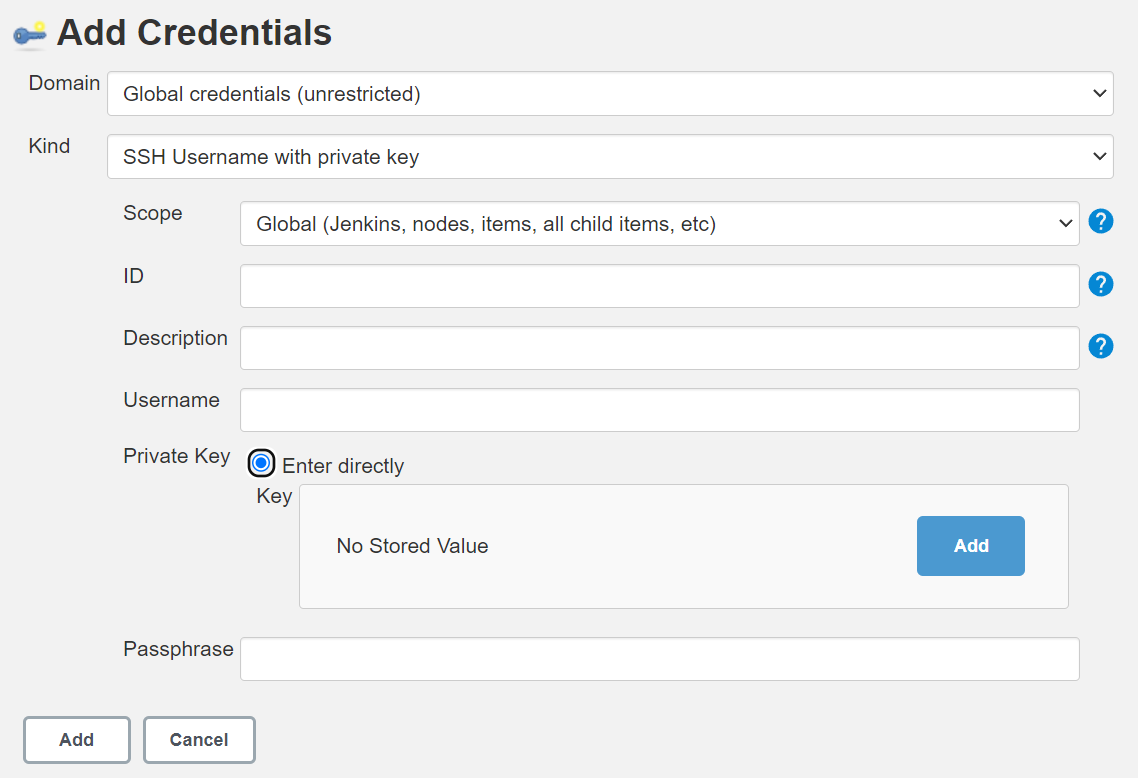 Add Credentials
Domain
Global credentials (unrestricted)
Kind
SSH Username with private key
Scope
Global (Jenkins, nodes, items, all child items, etc)
?
ID
?
Description
?
Username
Private Key
Enter directly
Key
No Stored Value
Add
Passphrase
Add
Cancel